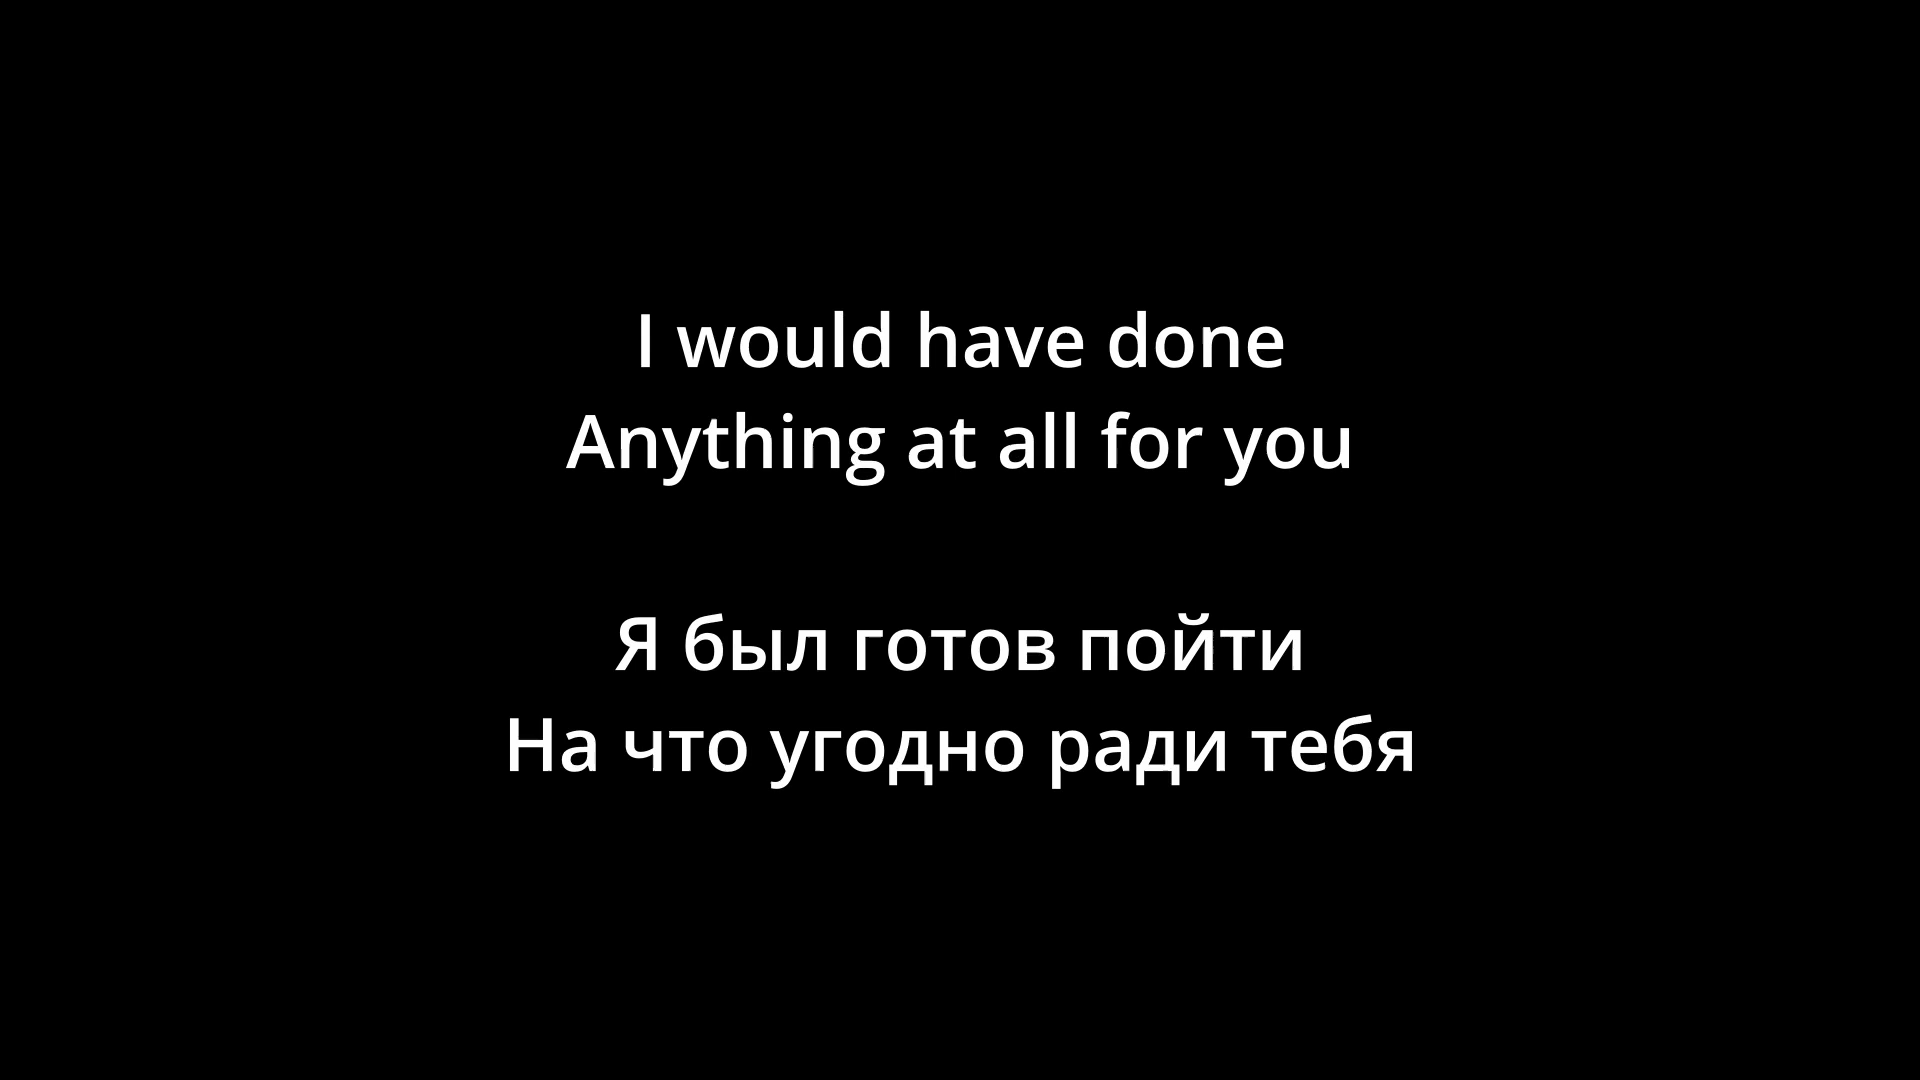 I would have done
Anything at all for you
Я был готов пойти
На что угодно ради тебя